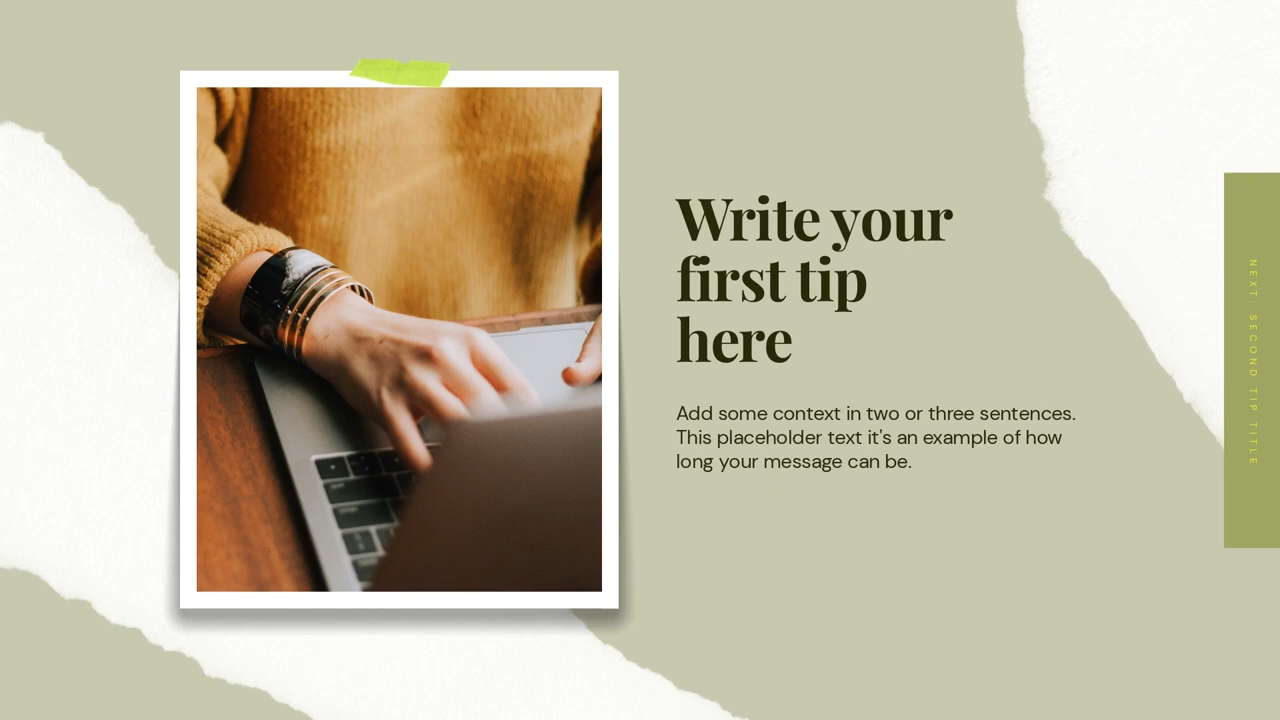 Write your
first tip
here
Add some context in two or three sentences.
This placeholder text it's an example of how
long your message can be.
NEXT: SECOND TIP TITLE